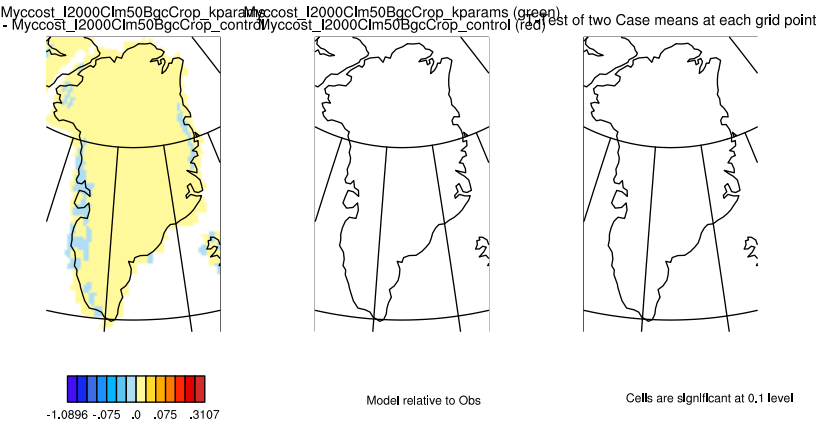 Myccost_I2000Clm50BgcCrop_kparams
- Myccost_I2000Clm50BgcCrop_control
Myccost_I2000Clm50BgcCrop_kparams (green)
Myccost_I2000Clm50BgcCrop_control (red)
T-Test of two Case means at each grid point
-1.0896 -.075 .0 .075 .3107
Model relative to Obs
Cells are significant at 0.1 level